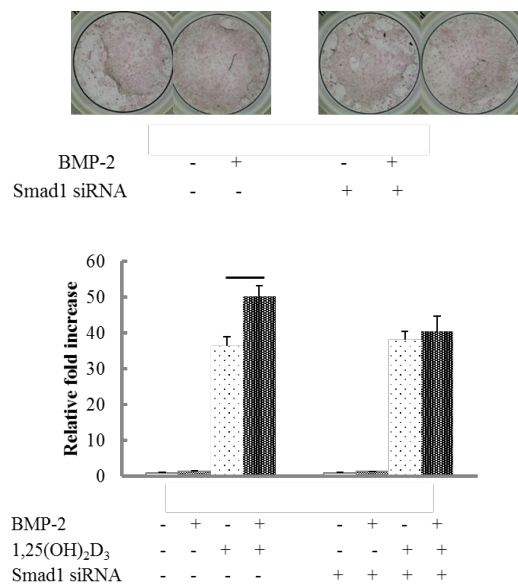 BMP-2 - + - +
Smad1 siRNA - - + +
Relative fold increase
60
50
40
30
20
10
0
BMP-2 - + - + - + - +
1,25(OH)₂D₃ - - + + - - + +
Smad1 siRNA - - - - + + + +